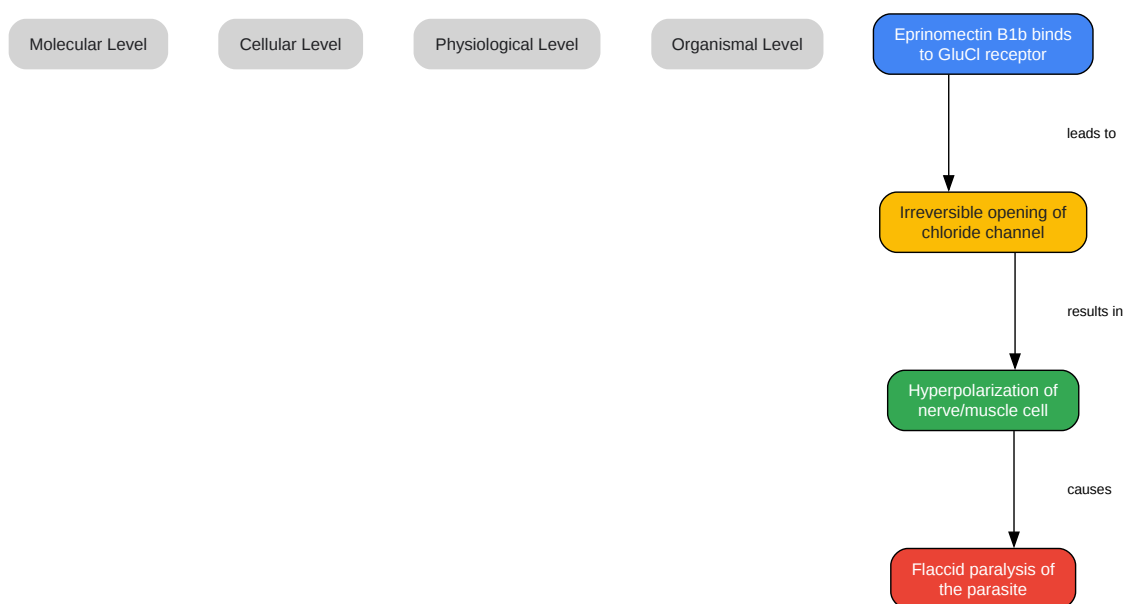 Molecular Level
Cellular Level
Physiological Level
Organismal Level
Eprinomectin B1b binds
to GluCl receptor
leads to
Irreversible opening of
chloride channel
results in
Hyperpolarization of
nerve/muscle cell
causes
Flaccid paralysis of
the parasite